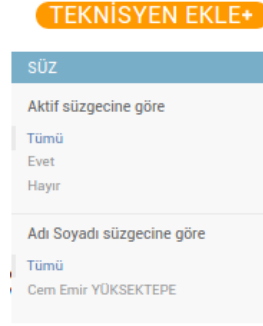 TEKNİSYEN EKLE+
SÜZ
Aktif süzgecine göre
Tümü
Evet
Hayır
Adı Soyadı süzgecine göre
Tümü
Cem Emir YÜKSEKTEPE